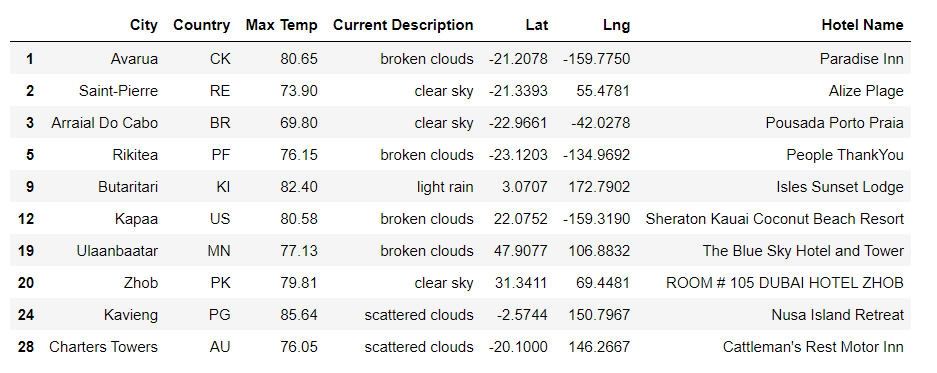 City Country Max Temp Current Description Lat Lng Hotel Name
1 Avarua CK 80.65 broken clouds -21.2078 -159.7750 Paradise Inn
2 Saint-Pierre RE 73.90 clear sky -21.3393 55.4781 Alize Plage
3 Arraial Do Cabo BR 69.80 clear sky -22.9661 -42.0278 Pousada Porto Praia
5 Rikitea PF 76.15 broken clouds -23.1203 -134.9692 People ThankYou
9 Butaritari KI 82.40 light rain 3.0707 172.7902 Isles Sunset Lodge
12 Kapaa US 80.58 broken clouds 22.0752 -159.3190 Sheraton Kauai Coconut Beach Resort
19 Ulaanbaatar MN 77.13 broken clouds 47.9077 106.8832 The Blue Sky Hotel and Tower
20 Zhob PK 79.81 clear sky 31.3411 69.4481 ROOM # 105 DUBAI HOTEL ZHOB
24 Kavieng PG 85.64 scattered clouds -2.5744 150.7967 Nusa Island Retreat
28 Charters Towers AU 76.05 scattered clouds -20.1000 146.2667 Cattleman's Rest Motor Inn